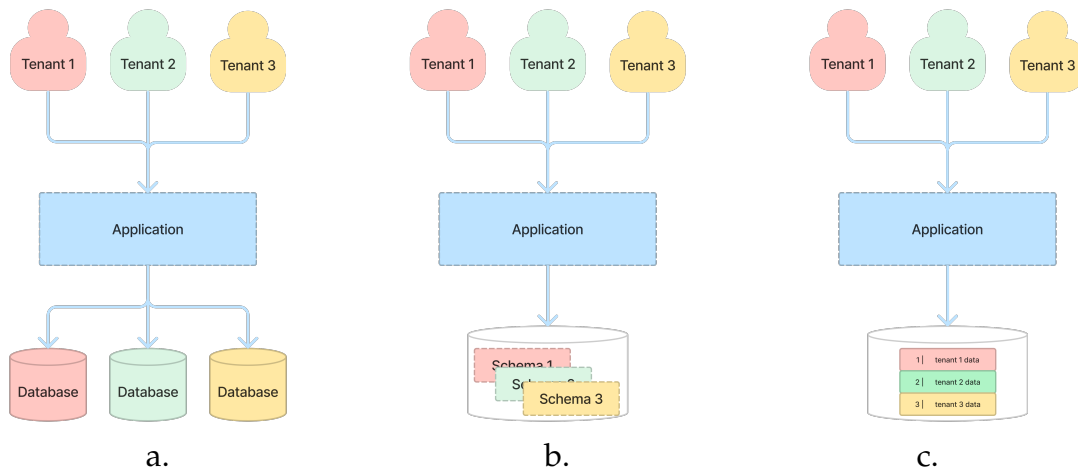 Tenant 1
Tenant 2
Tenant 3
Tenant 1
Tenant 2
Tenant 3
Tenant 1
Tenant 2
Tenant 3
Application
Application
Application
Database
Database
Database
Schema 1
Schema 3
1 | tenant 1 data
2 | tenant 2 data
3 | tenant 3 data
a.
b.
c.